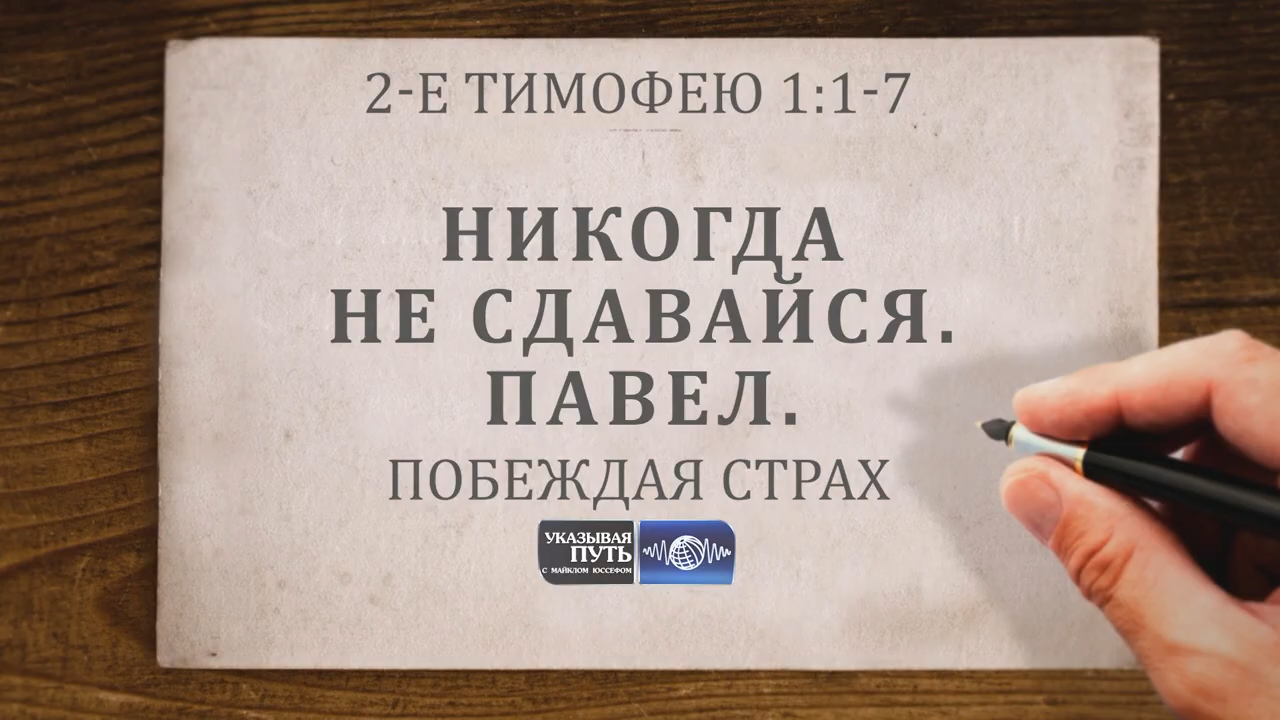 2-Е ТИМОФЕЮ 1:1-7
НИКОГДА
НЕ СДАВАЙСЯ.
ПАВЕЛ.
ПОБЕЖДАЯ СТРАХ
УКАЗЫВАЯ
ПУТЬ
С МАЙКЛОМ ЮССЕФОМ